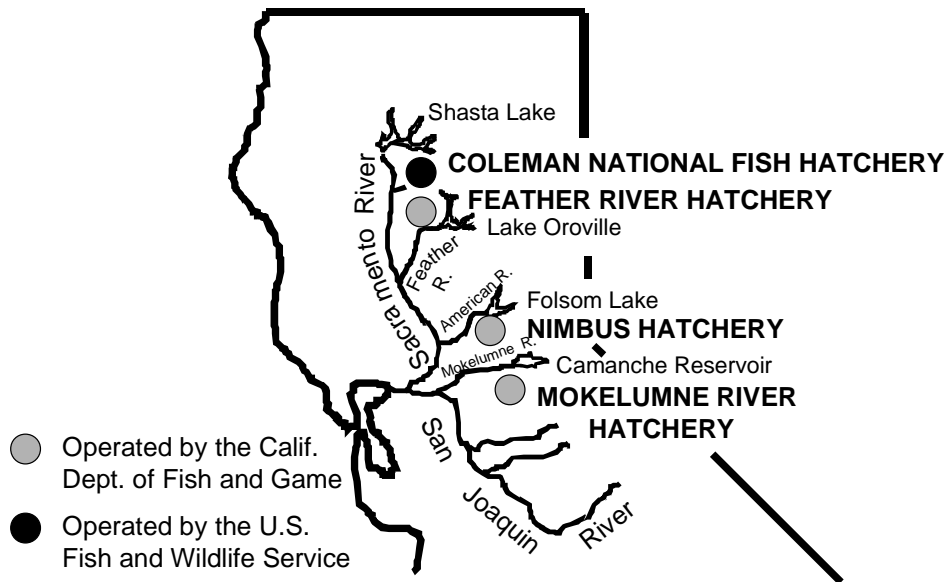 Shasta Lake
COLEMAN NATIONAL FISH HATCHERY
FEATHER RIVER HATCHERY
Lake Oroville
Sacra mento River
Feather
R.
American R.
Folsom Lake
NIMBUS HATCHERY
Mokelumne R.
Camanche Reservoir
MOKELUMNE RIVER
HATCHERY
San
Joaquin
River
Operated by the Calif.
Dept. of Fish and Game
Operated by the U.S.
Fish and Wildlife Service